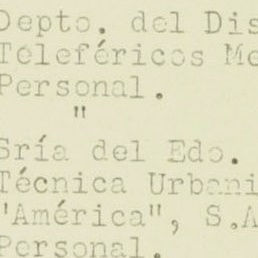 Depto. del Dis
Teleféricos Me
Personal.
"
Sría del Edo.
Técnica Urbani
"América", S.A
Personal.